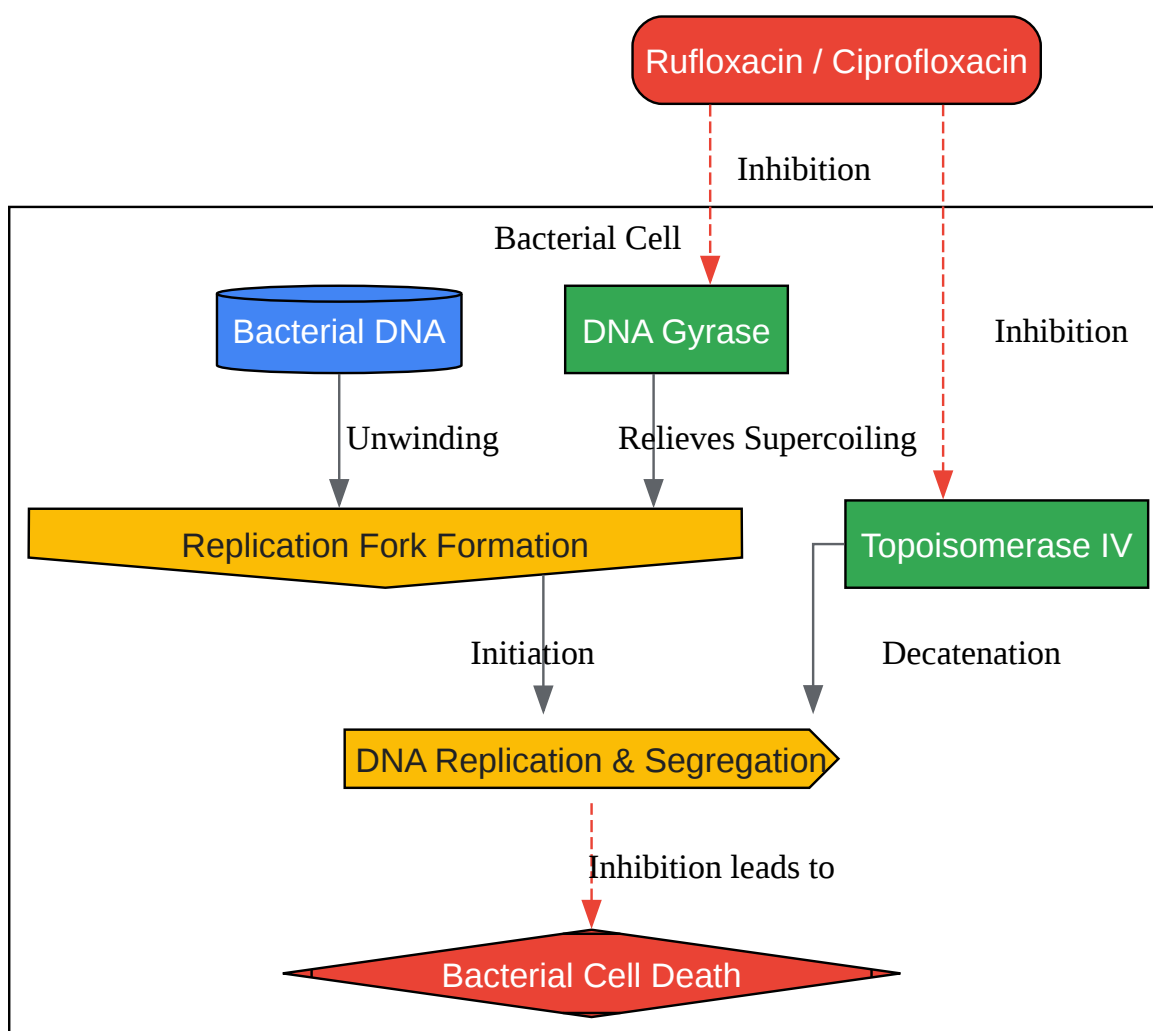 Rufloxacin / Ciprofloxacin
Inhibition
Bacterial Cell
Bacterial DNA
DNA Gyrase
Inhibition
Unwinding
Relieves Supercoiling
Replication Fork Formation
Topoisomerase IV
Initiation
Decatenation
DNA Replication & Segregation
Inhibition leads to
Bacterial Cell Death